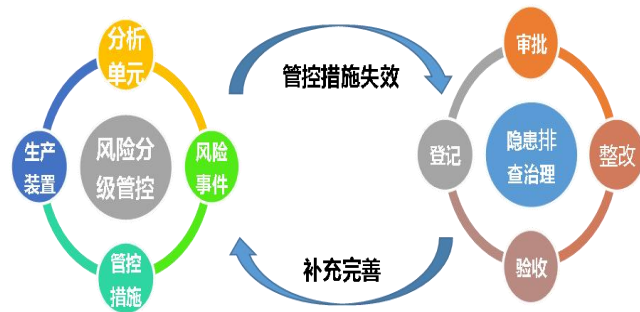 分析
单元
生产
装置
风险分
级管控
风险
事件
管控
措施
管控措施失效
补充完善
审批
登记
隐患排
查治理
整改
验收